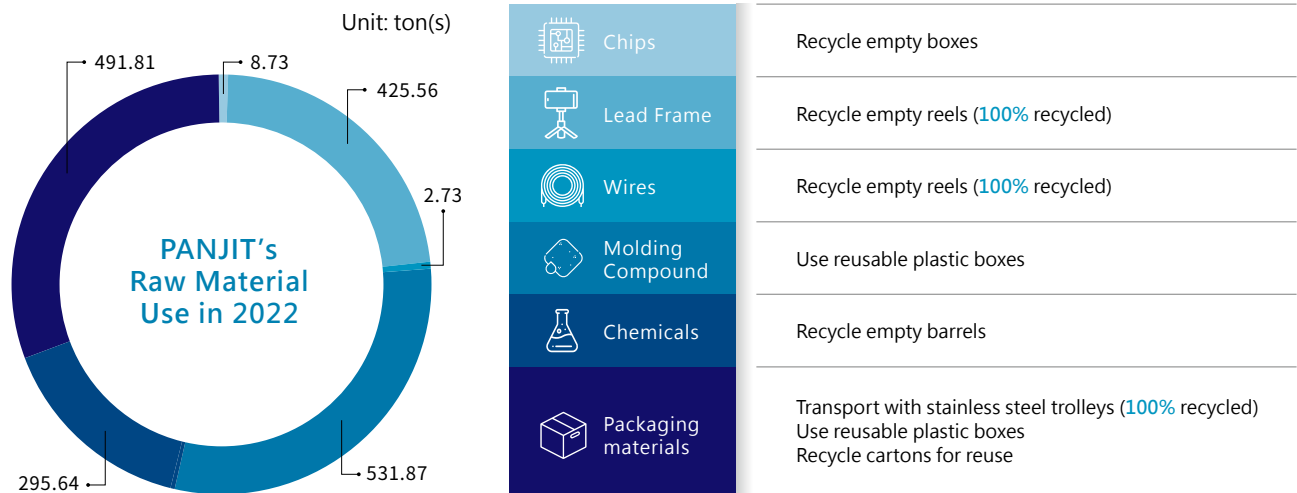 Unit: ton(s)
491.81
8.73
425.56
2.73
PANJIT's
Raw Material
Use in 2022
295.64
531.87
Chips
Recycle empty boxes
Lead Frame
Recycle empty reels (100% recycled)
Wires
Recycle empty reels (100% recycled)
Molding
Compound
Use reusable plastic boxes
Chemicals
Recycle empty barrels
Packaging
materials
Transport with stainless steel trolleys (100% recycled)
Use reusable plastic boxes
Recycle cartons for reuse